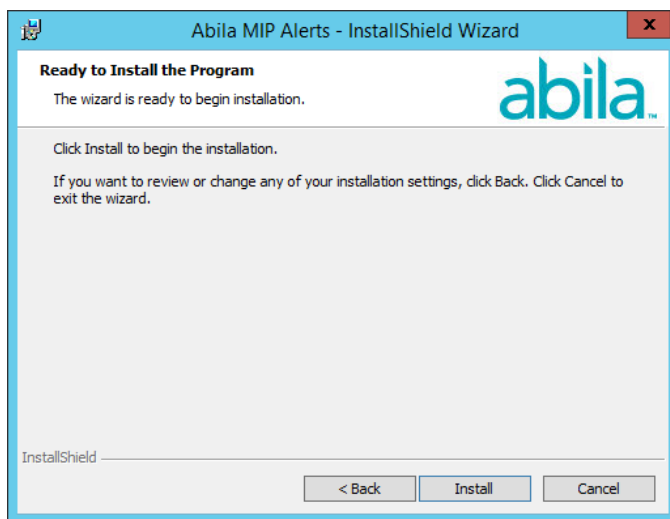 Abila MIP Alerts - InstallShield Wizard
x
Ready to Install the Program
The wizard is ready to begin installation.
abila™
Click Install to begin the installation.
If you want to review or change any of your installation settings, click Back. Click Cancel to
exit the wizard.
InstallShield
< Back
Install
Cancel